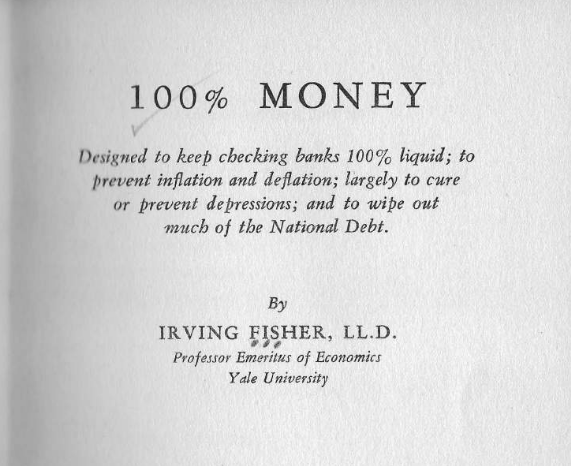 100% MONEY
Designed to keep checking banks 100% liquid; to
prevent inflation and deflation; largely to cure
or prevent depressions; and to wipe out
much of the National Debt.
By
IRVING FISHER, LL.D.
Professor Emeritus of Economics
Yale University